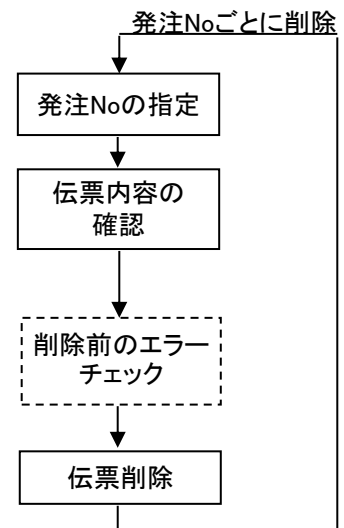 発注Noごとに削除
発注Noの指定
伝票内容の
確認
削除前のエラー
チェック
伝票削除